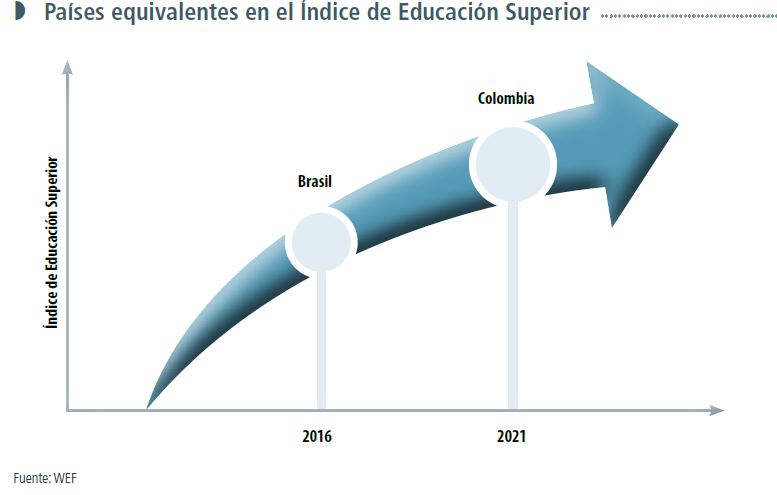 Países equivalentes en el Índice de Educación Superior
Colombia
Brasil
Índice de Educación Superior
2016
2021
Fuente: WEF